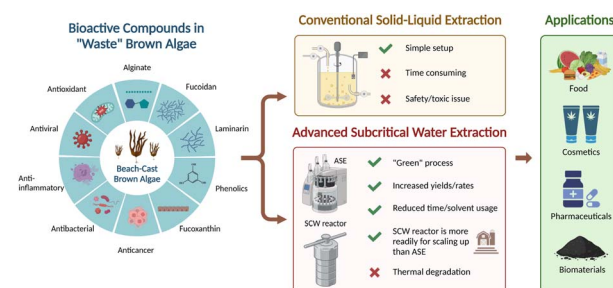 Bioactive Compounds in
"Waste" Brown Algae
Alginate
Fucoidan
Laminarin
Phenolics
Fucoxanthin
Anticancer
Antibacterial
Anti-
inflammatory
Antiviral
Antioxidant
Beach-Cast
Brown Algae
Conventional Solid-Liquid Extraction
Simple setup
Time consuming
Safety/toxic issue
Advanced Subcritical Water Extraction
ASE
SCW reactor
"Green" process
Increased yields/rates
Reduced time/solvent usage
SCW reactor is more
readily for scaling up
than ASE
Thermal degradation
Applications
Food
Cosmetics
Pharmaceuticals
Biomaterials